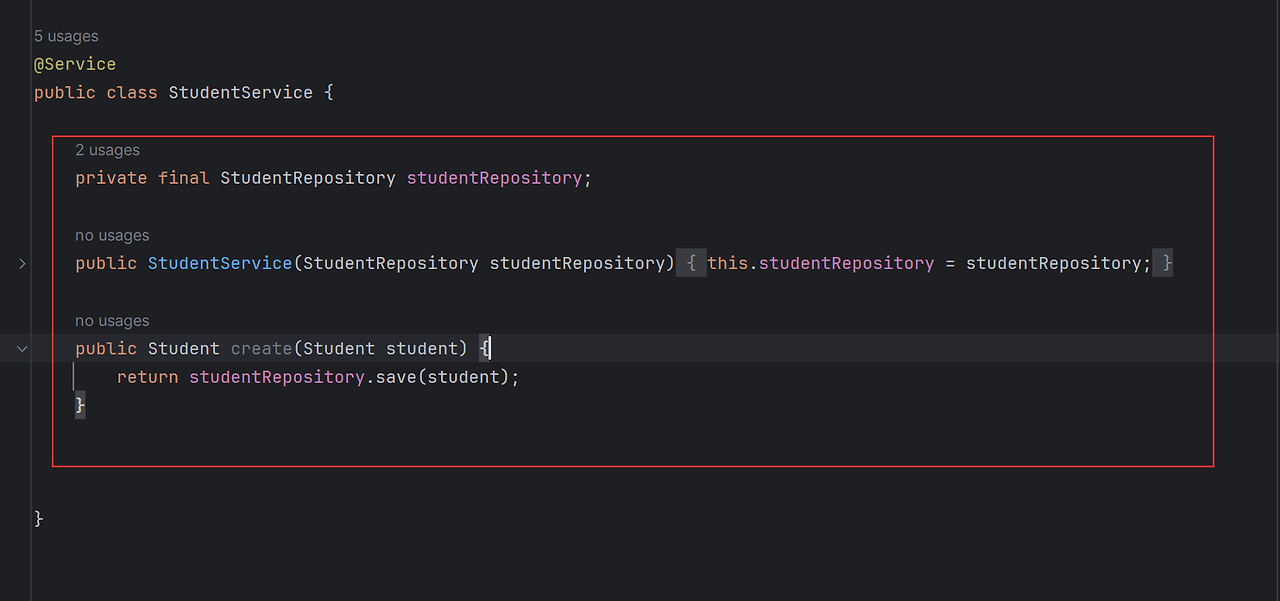 5 usages
@Service
public class StudentService {
2 usages
private final StudentRepository studentRepository;
no usages
public StudentService(StudentRepository studentRepository) { this.studentRepository = studentRepository; }
no usages
public Student create(Student student) {
return studentRepository.save(student);
}
}